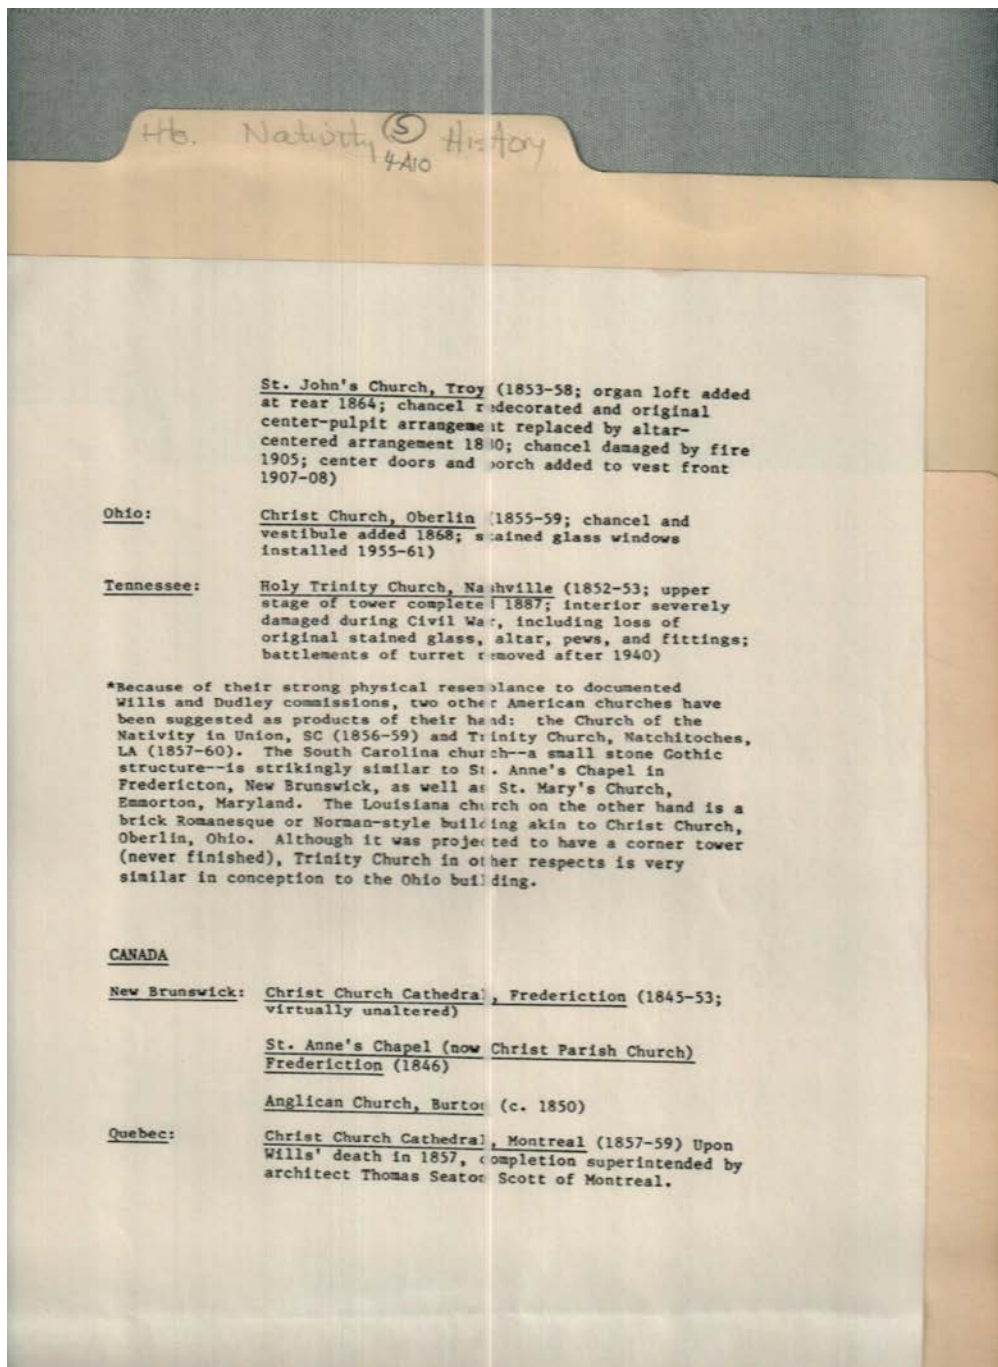 Hb. Nativity 5 History
4A10
St. John's Church, Troy (1853-58; organ loft added
at rear 1864; chancel redecorated and original
center-pulpit arrangement replaced by altar-
centered arrangement 1880; chancel damaged by fire
1905; center doors and porch added to vest front
1907-08)
Ohio: Christ Church, Oberlin (1855-59; chancel and
vestibule added 1868; stained glass windows
installed 1955-61)
Tennessee: Holy Trinity Church, Nashville (1852-53; upper
stage of tower completed 1887; interior severely
damaged during Civil War, including loss of
original stained glass, altar, pews, and fittings;
battlements of turret removed after 1940)
*Because of their strong physical resemblance to documented
Wills and Dudley commissions, two other American churches have
been suggested as products of their hand: the Church of the
Nativity in Union, SC (1856-59) and Trinity Church, Natchitoches,
LA (1857-60). The South Carolina church--a small stone Gothic
structure--is strikingly similar to St. Anne's Chapel in
Fredericton, New Brunswick, as well as St. Mary's Church,
Emmorton, Maryland. The Louisiana church on the other hand is a
brick Romanesque or Norman-style building akin to Christ Church,
Oberlin, Ohio. Although it was projected to have a corner tower
(never finished), Trinity Church in other respects is very
similar in conception to the Ohio building.
CANADA
New Brunswick: Christ Church Cathedral, Frederiction (1845-53;
virtually unaltered)
St. Anne's Chapel (now Christ Parish Church)
Frederiction (1846)
Anglican Church, Burton (c. 1850)
Quebec: Christ Church Cathedral, Montreal (1857-59) Upon
Wills' death in 1857, completion superintended by
architect Thomas Seaton Scott of Montreal.